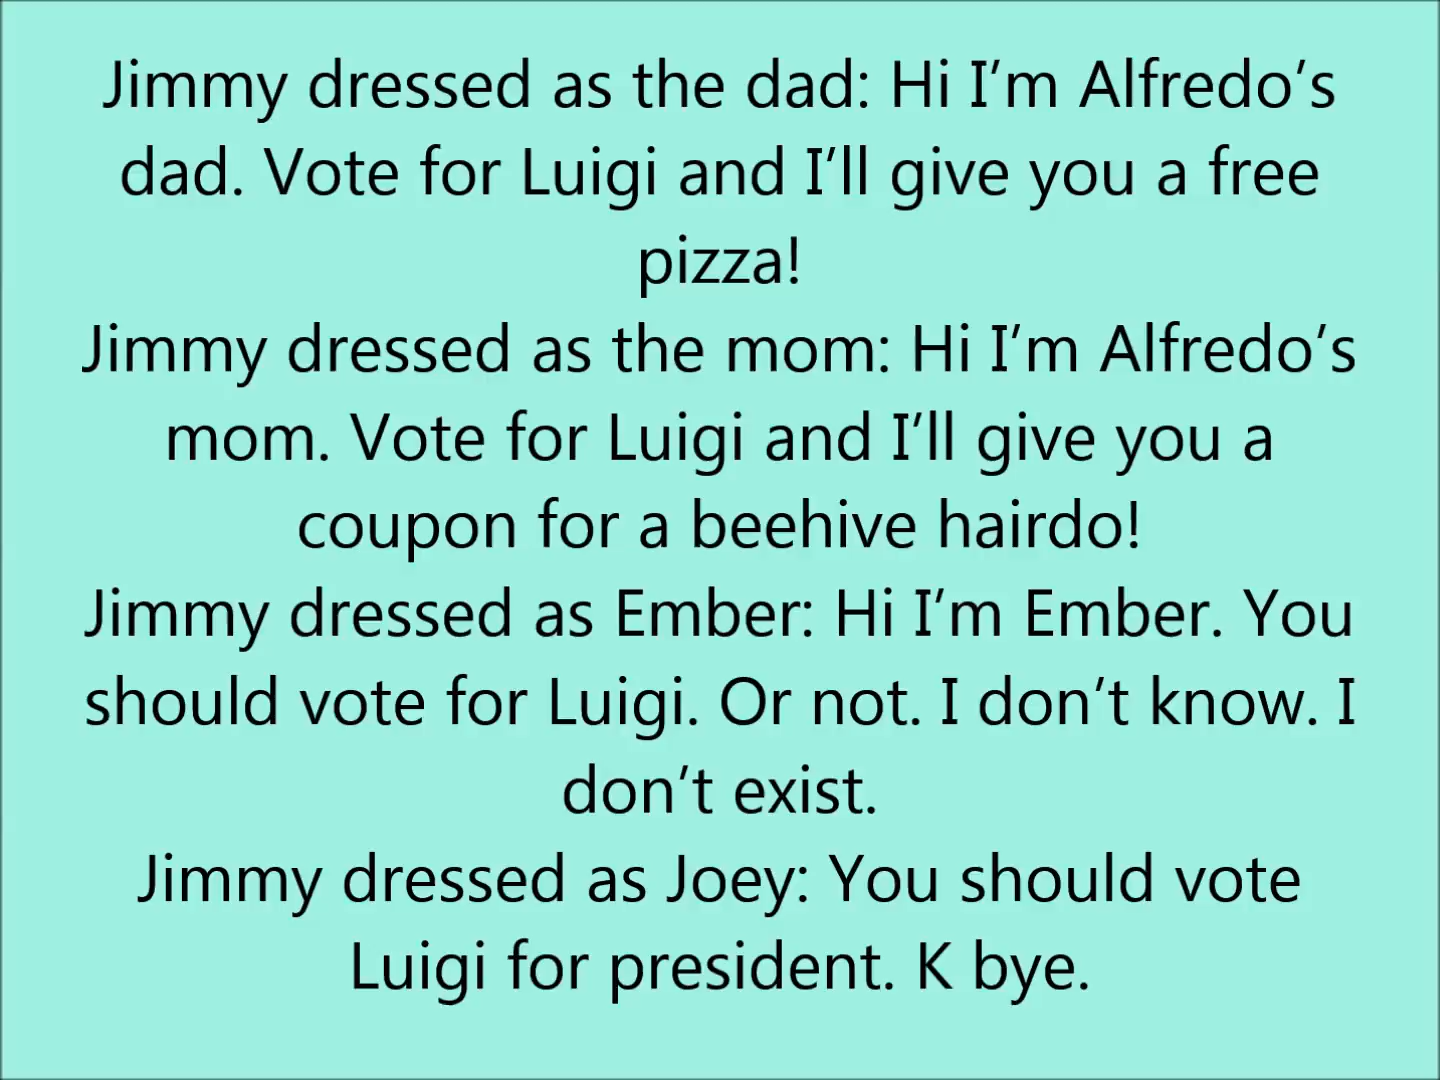 Jimmy dressed as the dad: Hi I’m Alfredo’s
dad. Vote for Luigi and I’ll give you a free
pizza!
Jimmy dressed as the mom: Hi I’m Alfredo’s
mom. Vote for Luigi and I’ll give you a
coupon for a beehive hairdo!
Jimmy dressed as Ember: Hi I’m Ember. You
should vote for Luigi. Or not. I don’t know. I
don’t exist.
Jimmy dressed as Joey: You should vote
Luigi for president. K bye.